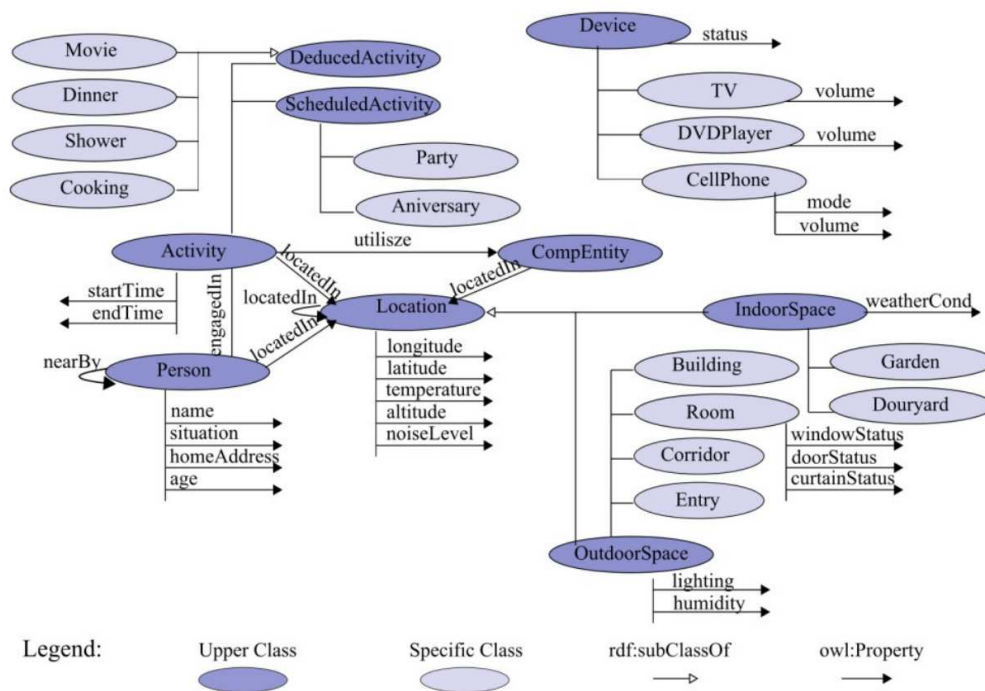 Movie
Dinner
Shower
Cooking
DeducedActivity
ScheduledActivity
Party
Aniversary
Device
status
TV
volume
DVDPlayer
volume
CellPhone
mode
volume
Activity
utilisze
CompEntity
startTime
endTime
engagedIn
locatedIn
locatedIn
locatedIn
locatedIn
Location
longitude
latitude
temperature
altitude
noiseLevel
nearBy
Person
name
situation
homeAddress
age
IndoorSpace
weatherCond
Garden
Douryard
Building
Room
windowStatus
doorStatus
curtainStatus
Corridor
Entry
OutdoorSpace
lighting
humidity
Legend:
Upper Class
Specific Class
rdf:subClassOf
owl:Property